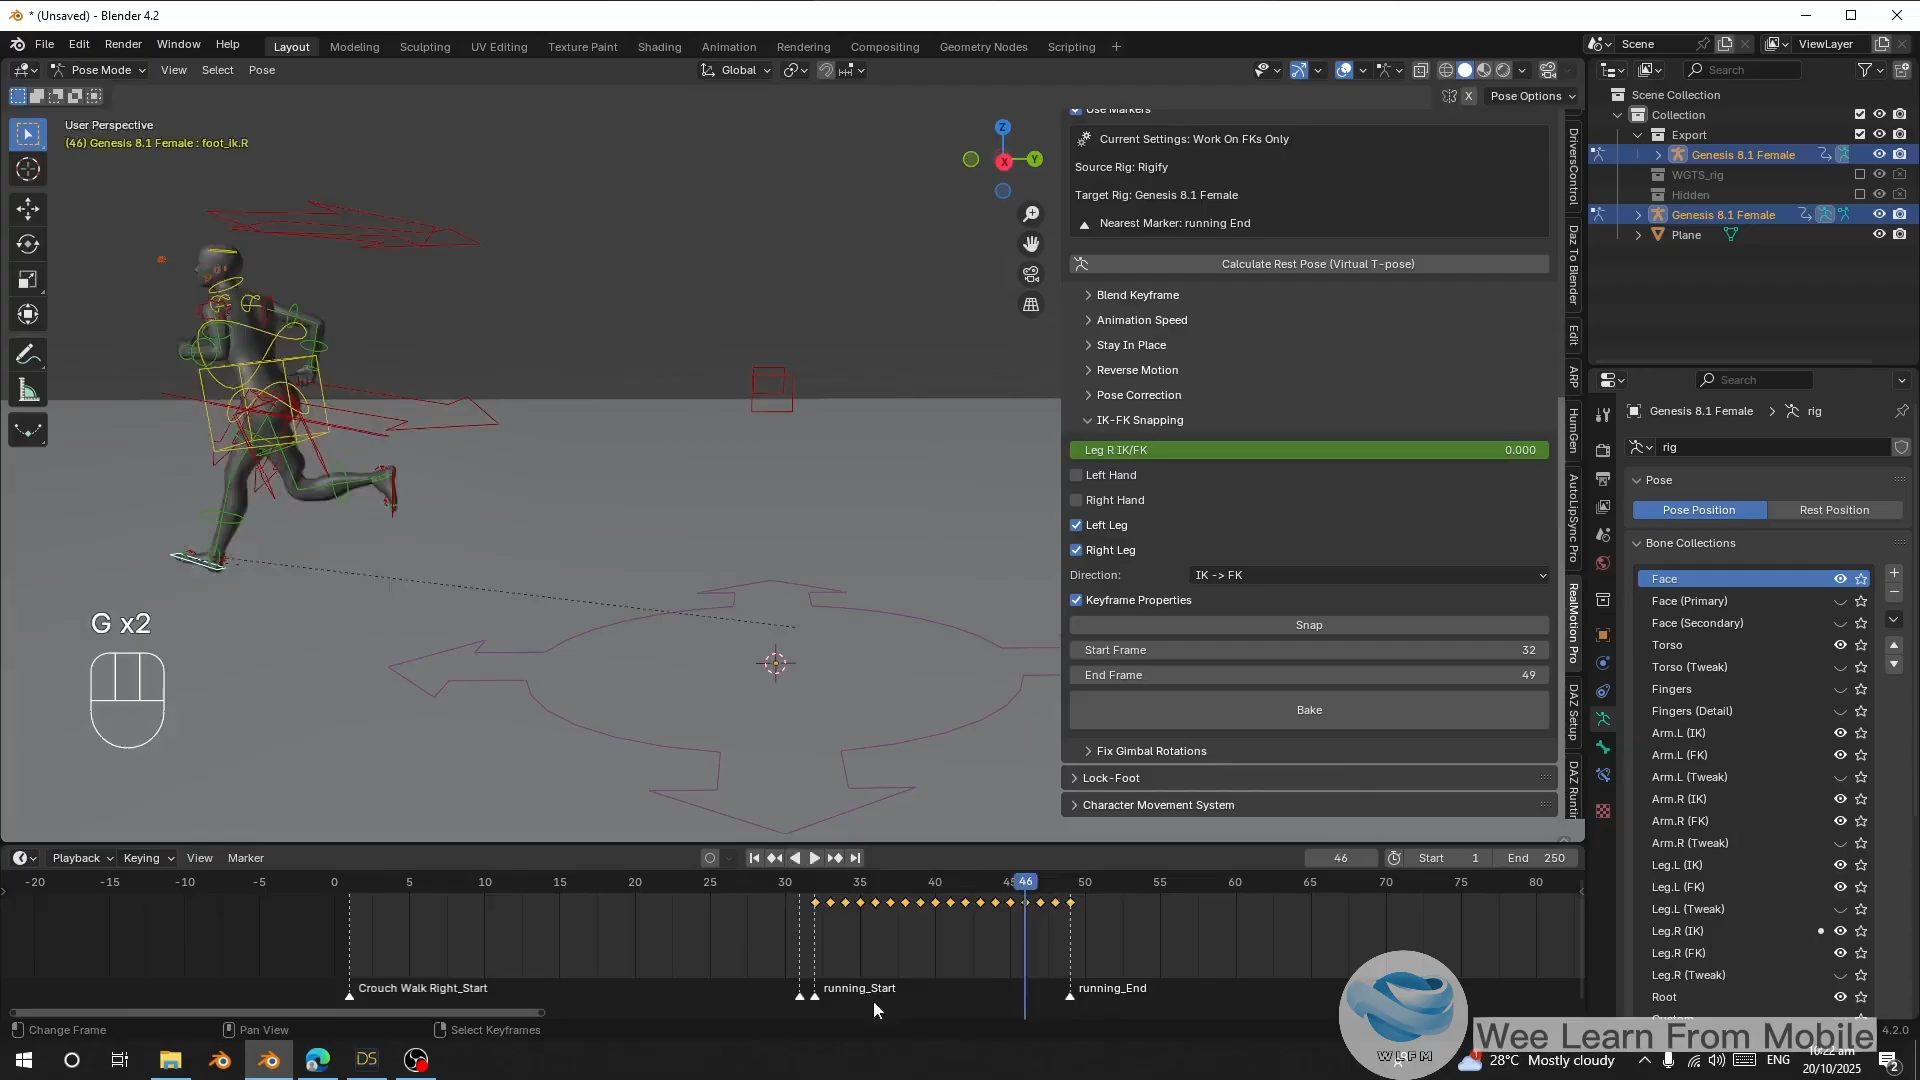 * (Unsaved) - Blender 4.2
File Edit Render Window Help Layout Modeling Sculpting UV Editing Texture Paint Shading Animation Rendering Compositing Geometry Nodes Scripting + Scene ViewLayer
Pose Mode View Select Pose Global Search
X Pose Options
User Perspective
(46) Genesis 8.1 Female : foot_ik.R
Z
Y
X
Use Markers
Current Settings: Work On FKs Only
Source Rig: Rigify
Target Rig: Genesis 8.1 Female
Nearest Marker: running End
Calculate Rest Pose (Virtual T-pose)
Blend Keyframe
Animation Speed
Stay In Place
Reverse Motion
Pose Correction
IK-FK Snapping
Leg R IK/FK 0.000
Left Hand
Right Hand
Left Leg
Right Leg
Direction: IK -> FK
Keyframe Properties
Snap
Start Frame 32
End Frame 49
Bake
Fix Gimbal Rotations
Lock-Foot
Character Movement System
DriversControl
Daz To Blender
Edit
ARP
HumGen
AutoLipSync Pro
RealMotion Pro
DAZ Setup
DAZ Runti
Scene Collection
Collection
Export
Genesis 8.1 Female
WGTS_rig
Hidden
Genesis 8.1 Female
Plane
Search
Genesis 8.1 Female rig
rig
Pose
Pose Position Rest Position
Bone Collections
Face
Face (Primary)
Face (Secondary)
Torso
Torso (Tweak)
Fingers
Fingers (Detail)
Arm.L (IK)
Arm.L (FK)
Arm.L (Tweak)
Arm.R (IK)
Arm.R (FK)
Arm.R (Tweak)
Leg.L (IK)
Leg.L (FK)
Leg.L (Tweak)
Leg.R (IK)
Leg.R (FK)
Leg.R (Tweak)
Root
G x2
Playback Keying View Marker 46 Start 1 End 250
-20 -15 -10 -5 0 5 10 15 20 25 30 35 40 45 46 50 55 60 65 70 75 80
Crouch Walk Right_Start running_Start running_End
Change Frame Pan View Select Keyframes 4.2.0
WLFM
Wee Learn From Mobile
DS 28°C Mostly cloudy ENG
20/10/2025
2